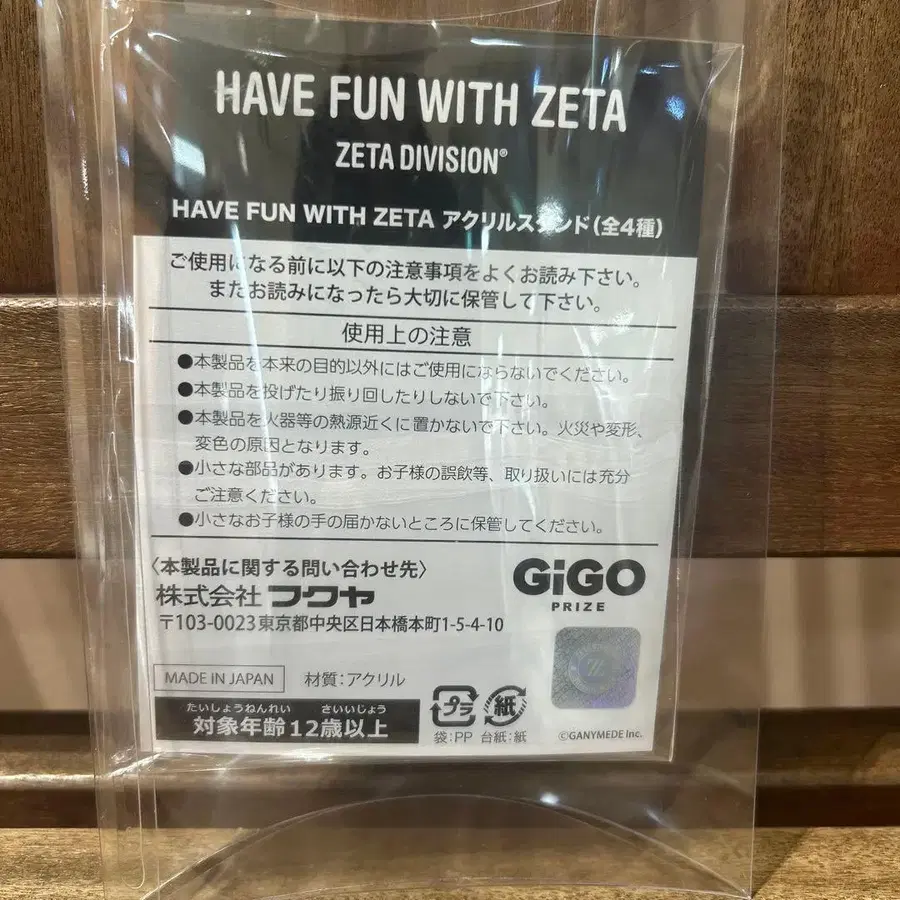 HAVE FUN WITH ZETA
ZETA DIVISION®
HAVE FUN WITH ZETA アクリルスタンド(全4種)
ご使用になる前に以下の注意事項をよくお読み下さい。
またお読みになったら大切に保管して下さい。
使用上の注意
●本製品を本来の目的以外にはご使用にならないでください。
●本製品を投げたり振り回したりしないで下さい。
●本製品を火器等の熱源近くに置かないで下さい。火災や変形、
変色の原因となります。
●小さな部品があります。お子様の誤飲等、取り扱いには充分
ご注意ください。
●小さなお子様の手の届かないところに保管してください。
〈本製品に関する問い合わせ先〉
株式会社フクヤ
〒103-0023東京都中央区日本橋本町1-5-4-10
GiGO
PRIZE
MADE IN JAPAN
材質:アクリル
たいしょうねんれい さいいじょう
対象年齢12歳以上
プラ
紙
袋:PP 台紙:紙
©GANYMEDE Inc.